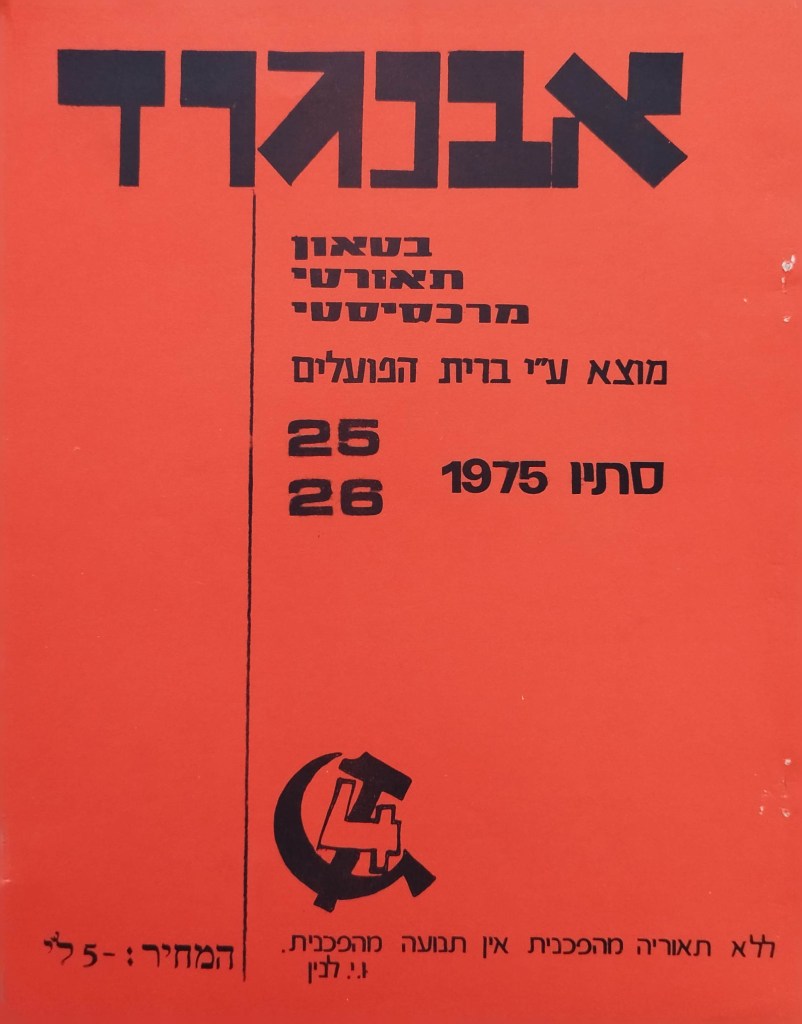 אבנגרד
בטאון
תאורטי
מרכסיסטי
מוצא ע"י ברית הפועלים
25
26
סתיו 1975
4
ללא תאוריה מהפכנית אין תנועה מהפכנית.
ו.י. לנין
המחיר: -5 ל"י